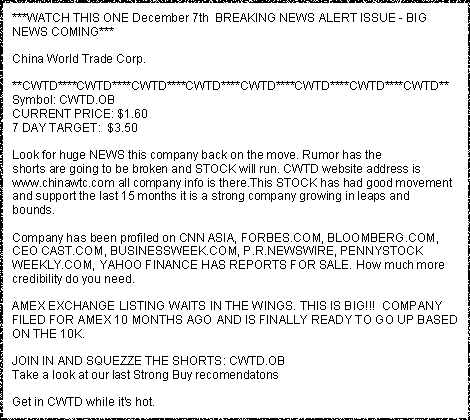 ***WATCH THIS ONE December 7th  BREAKING NEWS ALERT ISSUE - BIG
NEWS COMING***
China World Trade Corp.
**CWTD****CWTD****CWTD****CWTD****CWTD****CWTD****CWTD****CWTD**
Symbol: CWTD.OB
CURRENT PRICE: $1.60
7 DAY TARGET:  $3.50
Look for huge NEWS this company back on the move. Rumor has the
shorts are going to be broken and STOCK will run. CWTD website address is
www.chinawtc.com all company info is there.This STOCK has had good movement
and support the last 15 months it is a strong company growing in leaps and
bounds.
Company has been profiled on CNN ASIA, FORBES.COM, BLOOMBERG.COM,
CEO CAST.COM, BUSINESSWEEK.COM, P.R.NEWSWIRE, PENNYSTOCK
WEEKLY.COM, YAHOO FINANCE HAS REPORTS FOR SALE. How much more
credibility do you need.
AMEX EXCHANGE LISTING WAITS IN THE WINGS. THIS IS BIG!!!  COMPANY
FILED FOR AMEX 10 MONTHS AGO AND IS FINALLY READY TO GO UP BASED
ON THE 10K.
JOIN IN AND SQUEZZE THE SHORTS: CWTD.OB
Take a look at our last Strong Buy recomendatons
Get in CWTD while it's hot.